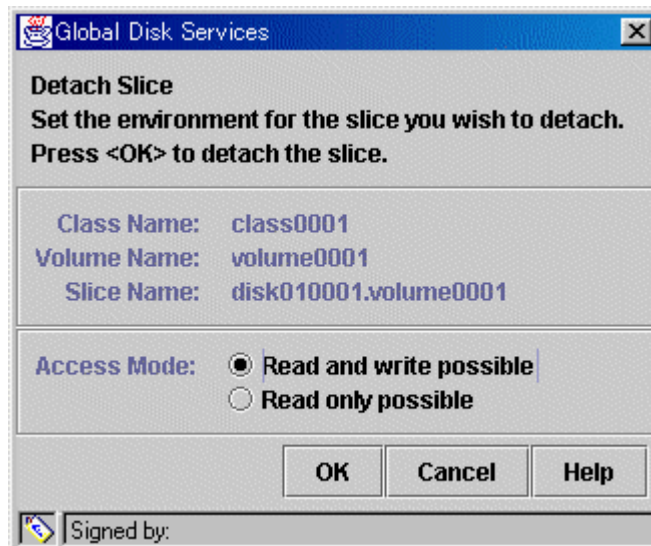 Global Disk Services
Detach Slice
Set the environment for the slice you wish to detach.
Press <OK> to detach the slice.
Class Name: class0001
Volume Name: volume0001
Slice Name: disk010001.volume0001
Access Mode: Read and write possible
Read only possible
OK Cancel Help
Signed by: